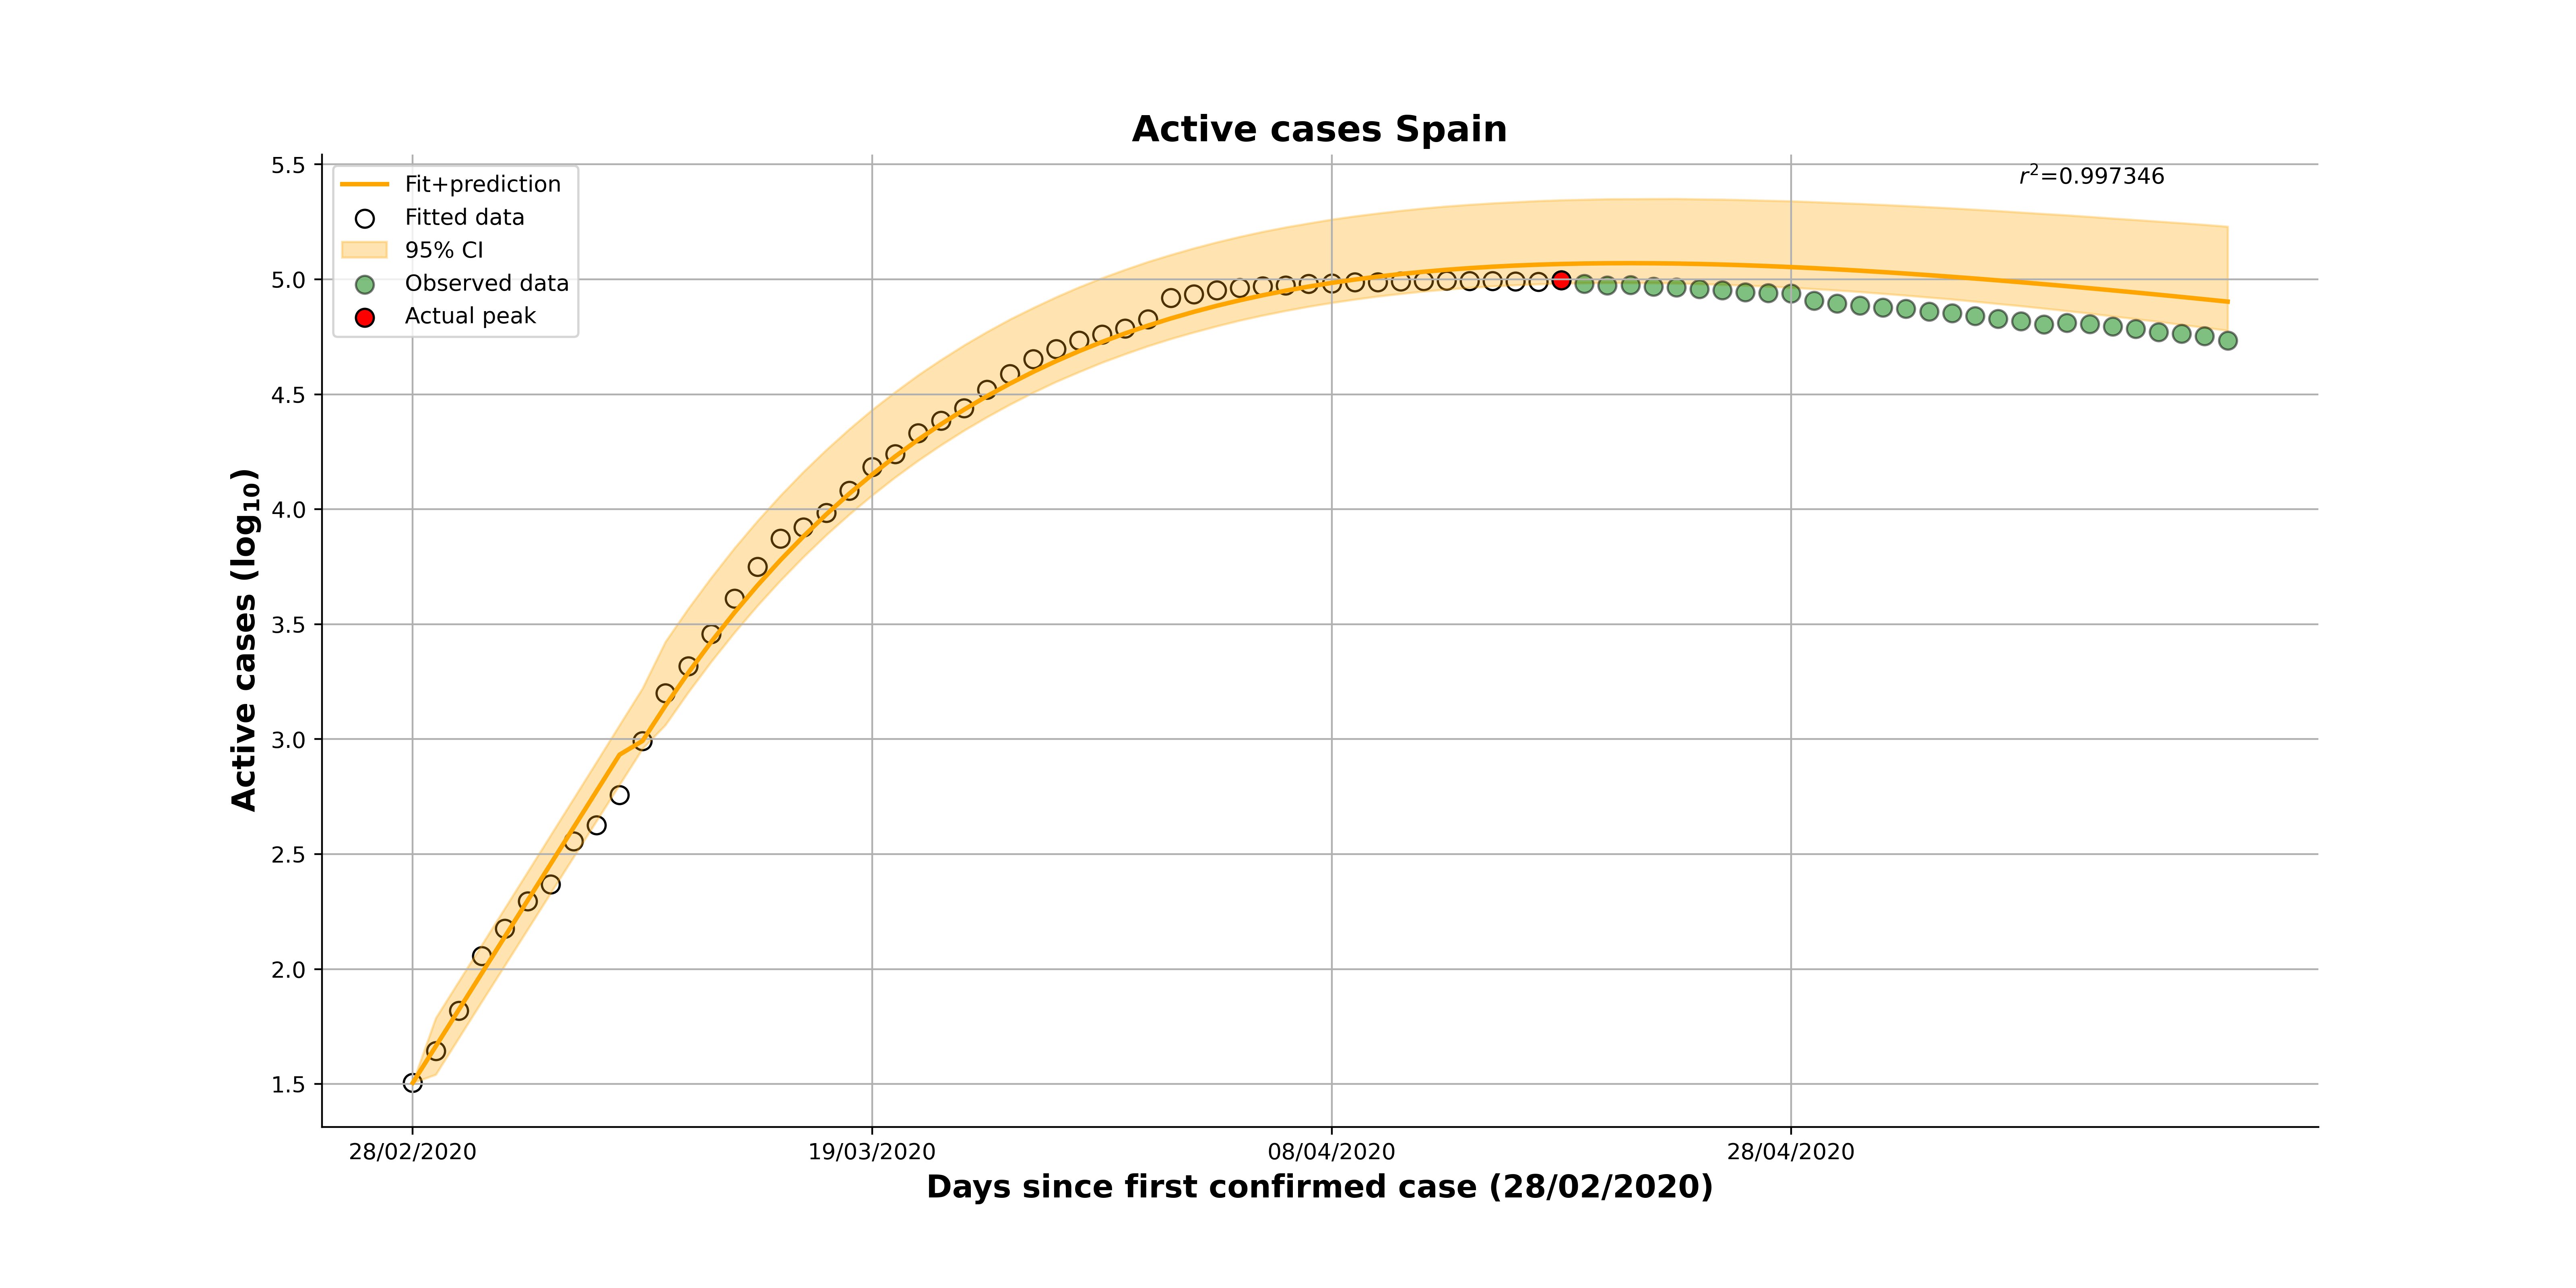 Active cases Spain
5.5
5.0
4.5
4.0
3.5
3.0
2.5
2.0
1.5
Active cases (log₁₀)
Fit+prediction
Fitted data
95% CI
Observed data
Actual peak
r²=0.997346
28/02/2020
19/03/2020
08/04/2020
28/04/2020
Days since first confirmed case (28/02/2020)